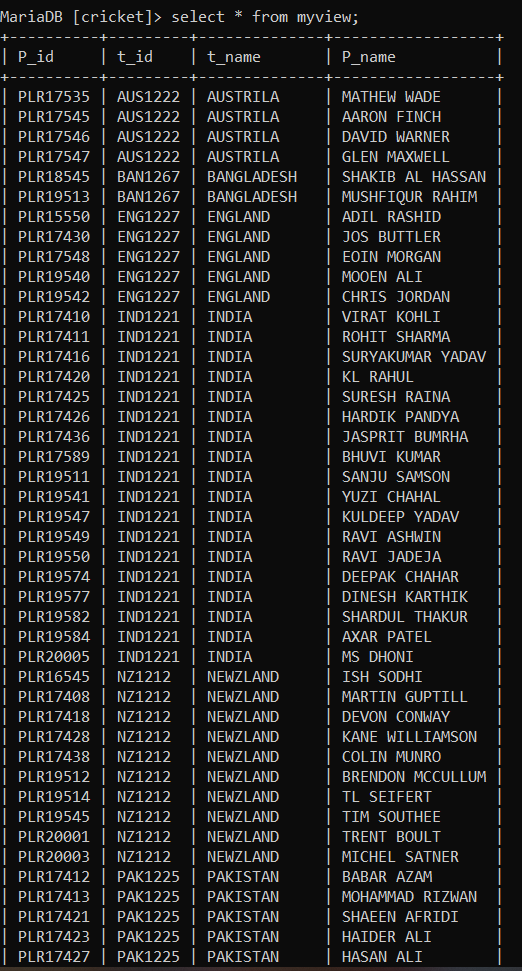 MariaDB [cricket]> select * from myview;
+----------+---------+-------------+------------------+
| P_id     | t_id    | t_name      | P_name           |
+----------+---------+-------------+------------------+
| PLR17535 | AUS1222 | AUSTRILA    | MATHEW WADE      |
| PLR17545 | AUS1222 | AUSTRILA    | AARON FINCH      |
| PLR17546 | AUS1222 | AUSTRILA    | DAVID WARNER     |
| PLR17547 | AUS1222 | AUSTRILA    | GLEN MAXWELL     |
| PLR18545 | BAN1267 | BANGLADESH  | SHAKIB AL HASSAN |
| PLR19513 | BAN1267 | BANGLADESH  | MUSHFIQUR RAHIM  |
| PLR15550 | ENG1227 | ENGLAND     | ADIL RASHID      |
| PLR17430 | ENG1227 | ENGLAND     | JOS BUTTLER      |
| PLR17548 | ENG1227 | ENGLAND     | EOIN MORGAN      |
| PLR19540 | ENG1227 | ENGLAND     | MOOEN ALI        |
| PLR19542 | ENG1227 | ENGLAND     | CHRIS JORDAN     |
| PLR17410 | IND1221 | INDIA       | VIRAT KOHLI      |
| PLR17411 | IND1221 | INDIA       | ROHIT SHARMA     |
| PLR17416 | IND1221 | INDIA       | SURYAKUMAR YADAV |
| PLR17420 | IND1221 | INDIA       | KL RAHUL         |
| PLR17425 | IND1221 | INDIA       | SURESH RAINA     |
| PLR17426 | IND1221 | INDIA       | HARDIK PANDYA    |
| PLR17436 | IND1221 | INDIA       | JASPRIT BUMRHA   |
| PLR17589 | IND1221 | INDIA       | BHUVI KUMAR      |
| PLR19511 | IND1221 | INDIA       | SANJU SAMSON     |
| PLR19541 | IND1221 | INDIA       | YUZI CHAHAL      |
| PLR19547 | IND1221 | INDIA       | KULDEEP YADAV    |
| PLR19549 | IND1221 | INDIA       | RAVI ASHWIN      |
| PLR19550 | IND1221 | INDIA       | RAVI JADEJA      |
| PLR19574 | IND1221 | INDIA       | DEEPAK CHAHAR    |
| PLR19577 | IND1221 | INDIA       | DINESH KARTHIK   |
| PLR19582 | IND1221 | INDIA       | SHARDUL THAKUR   |
| PLR19584 | IND1221 | INDIA       | AXAR PATEL       |
| PLR20005 | IND1221 | INDIA       | MS DHONI         |
| PLR16545 | NZ1212  | NEWZLAND    | ISH SODHI        |
| PLR17408 | NZ1212  | NEWZLAND    | MARTIN GUPTILL   |
| PLR17418 | NZ1212  | NEWZLAND    | DEVON CONWAY     |
| PLR17428 | NZ1212  | NEWZLAND    | KANE WILLIAMSON  |
| PLR17438 | NZ1212  | NEWZLAND    | COLIN MUNRO      |
| PLR19512 | NZ1212  | NEWZLAND    | BRENDON MCCULLUM |
| PLR19514 | NZ1212  | NEWZLAND    | TL SEIFERT       |
| PLR19545 | NZ1212  | NEWZLAND    | TIM SOUTHEE      |
| PLR20001 | NZ1212  | NEWZLAND    | TRENT BOULT      |
| PLR20003 | NZ1212  | NEWZLAND    | MICHEL SATNER    |
| PLR17412 | PAK1225 | PAKISTAN    | BABAR AZAM       |
| PLR17413 | PAK1225 | PAKISTAN    | MOHAMMAD RIZWAN  |
| PLR17421 | PAK1225 | PAKISTAN    | SHAEEN AFRIDI    |
| PLR17423 | PAK1225 | PAKISTAN    | HAIDER ALI       |
| PLR17427 | PAK1225 | PAKISTAN    | HASAN ALI        |